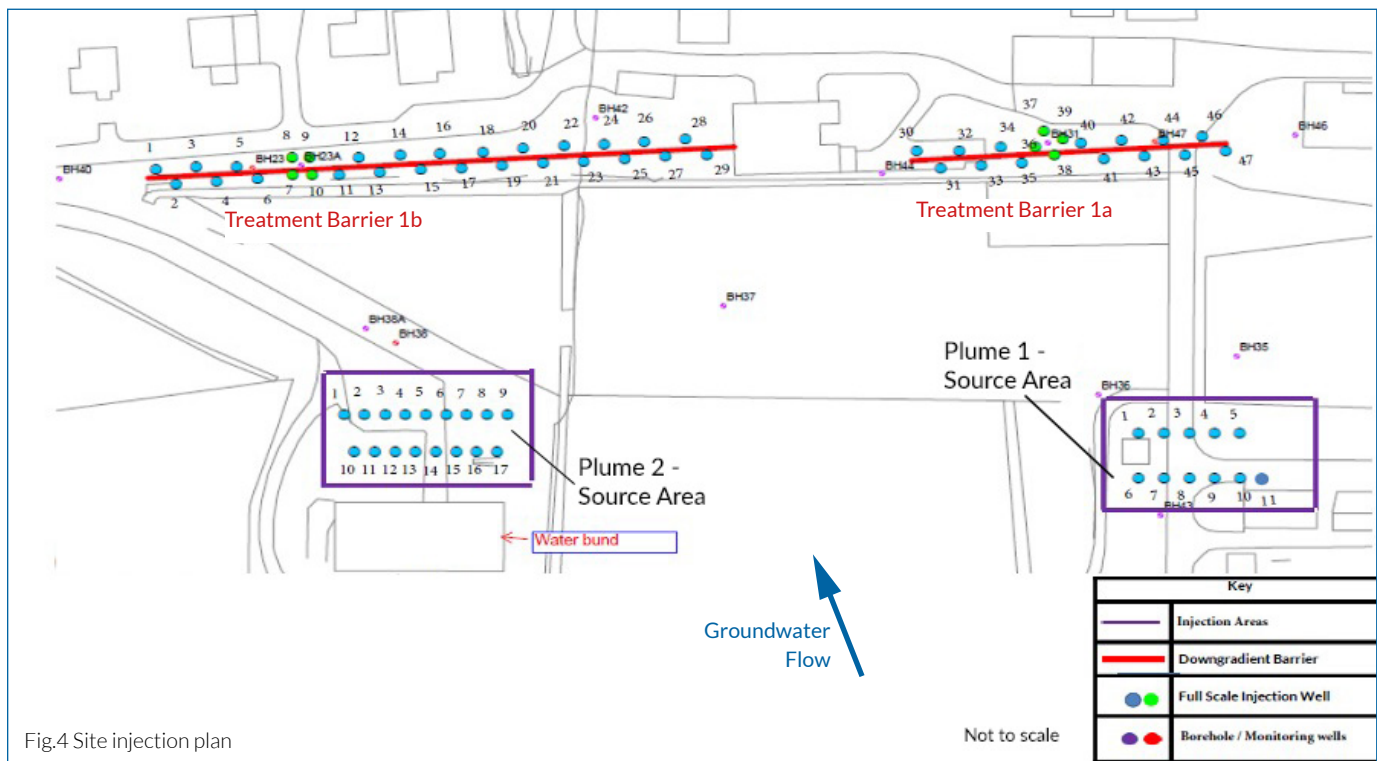 1 3 5 8 9 12 14 16 18 20 22 24 26 28
BH42
BH23
BH23A
BH40
2 4 6 7 10 11 13 15 17 19 21 23 25 27 29
Treatment Barrier 1b
30 32 34 37 39 40 42 44 46
BH31
BH47
BH46
36
BH44
31 33 35 38 41 43 45 47
Treatment Barrier 1a
BH37
BH38A
BH38
BH35
BH36
Plume 1 -
Source Area
1 2 3 4 5 6 7 8 9
10 11 12 13 14 15 16 17
Plume 2 -
Source Area
1 2 3 4 5
6 7 8 9 10 11
BH43
Water bund
Groundwater
Flow
Key
Injection Areas
Downgradient Barrier
Full Scale Injection Well
Borehole / Monitoring wells
Not to scale
Fig.4 Site injection plan